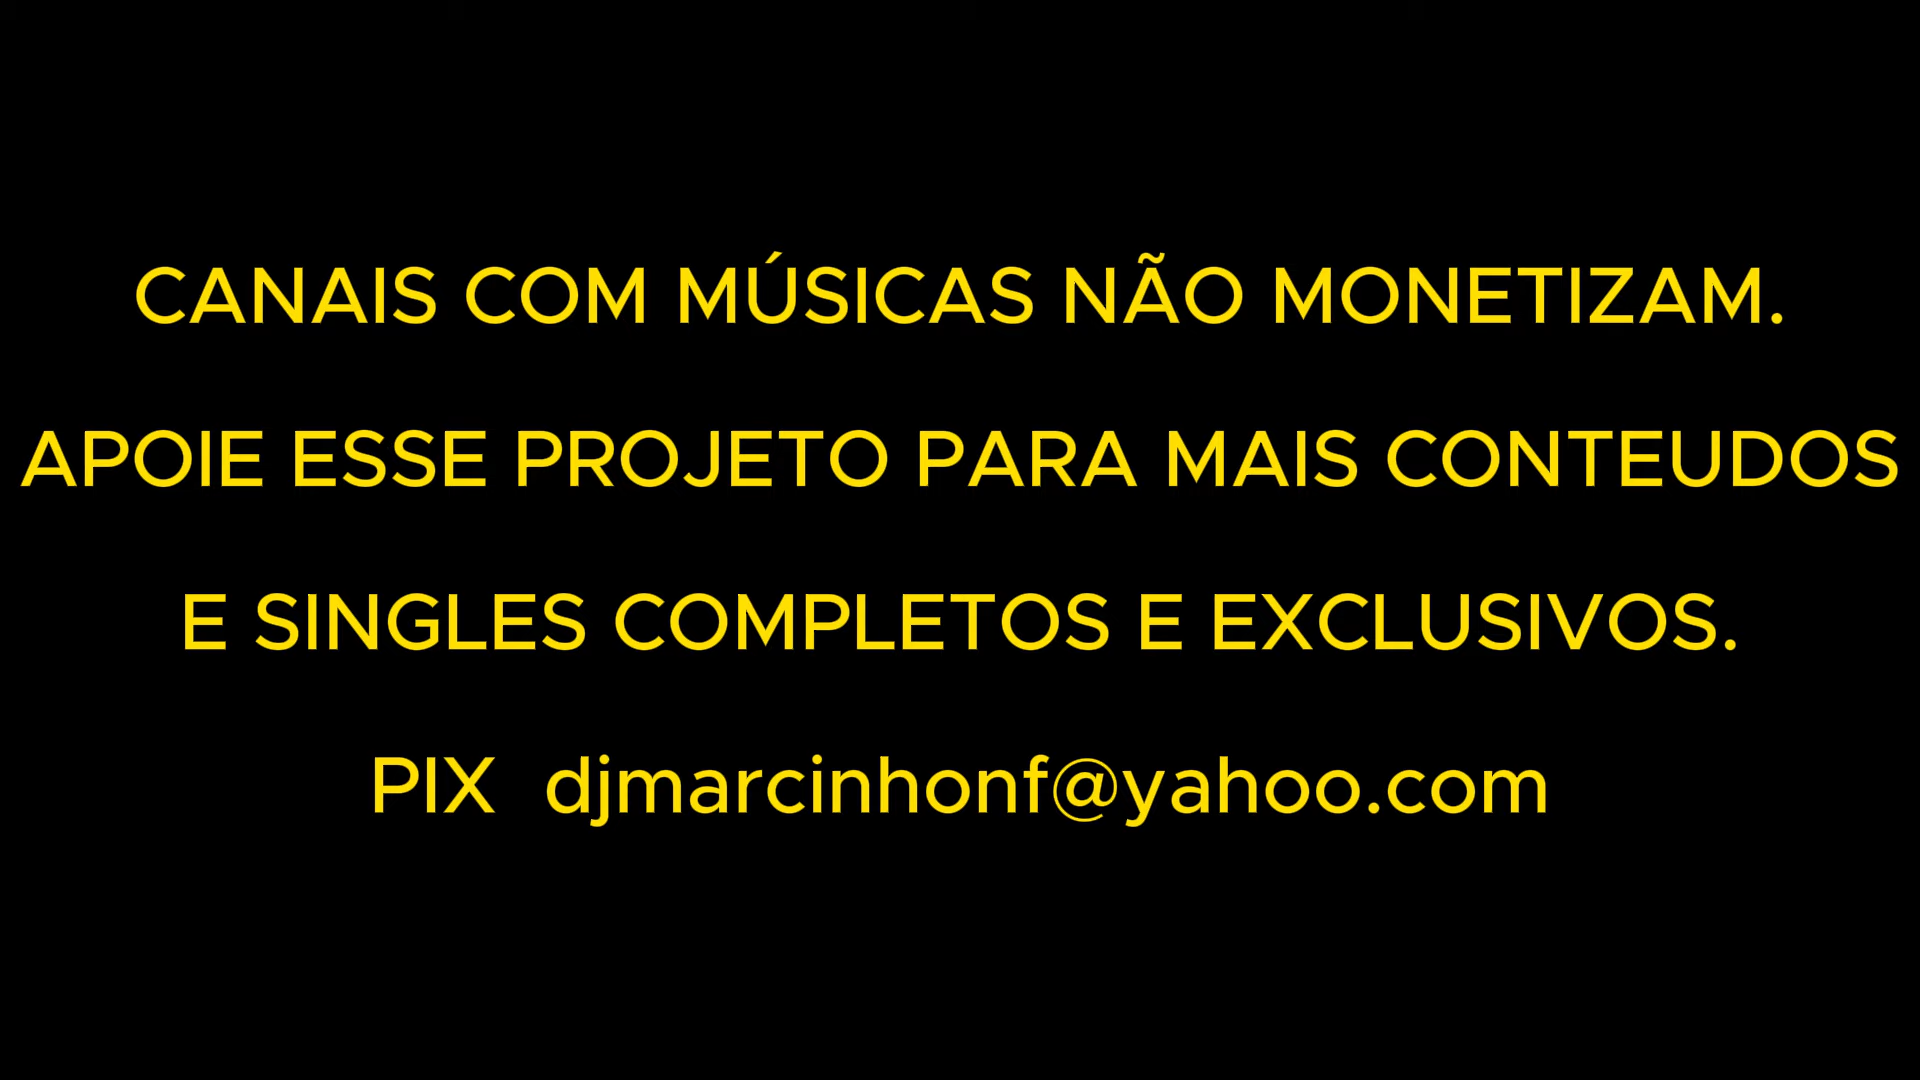 CANAIS COM MÚSICAS NÃO MONETIZAM.
APOIE ESSE PROJETO PARA MAIS CONTEUDOS
E SINGLES COMPLETOS E EXCLUSIVOS.
PIX djmarcinhonf@yahoo.com